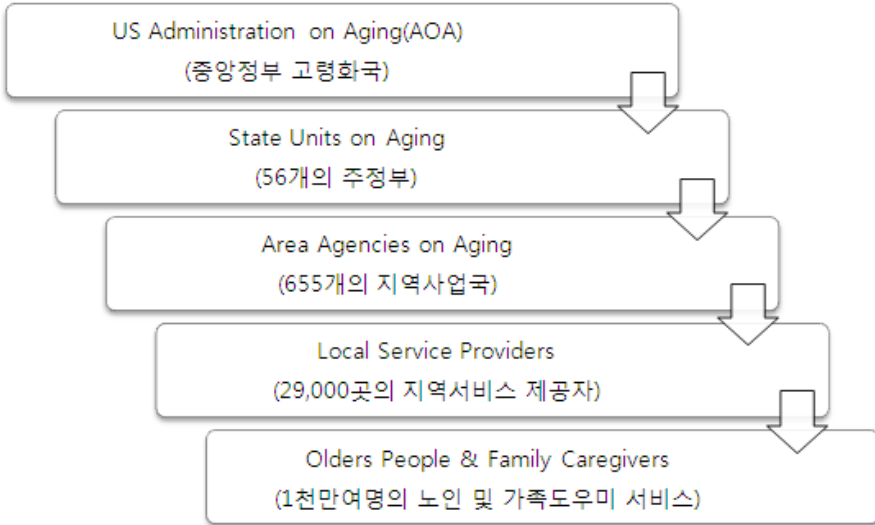 US Administration on Aging(AOA)
(중앙정부 고령화국)
State Units on Aging
(56개의 주정부)
Area Agencies on Aging
(655개의 지역사업국)
Local Service Providers
(29,000곳의 지역서비스 제공자)
Olders People & Family Caregivers
(1천만여명의 노인 및 가족도우미 서비스)